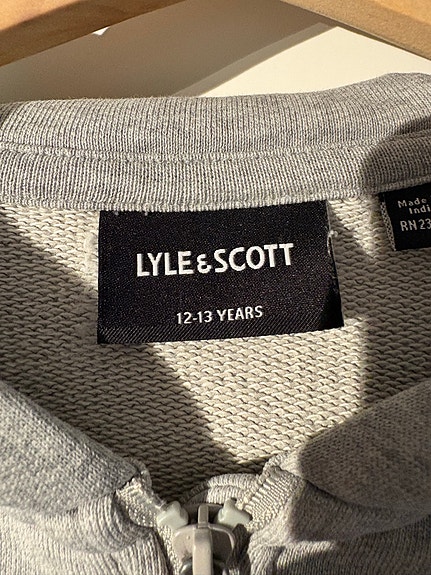 LYLE & SCOTT
12-13 YEARS
Made
Indi
RN 23